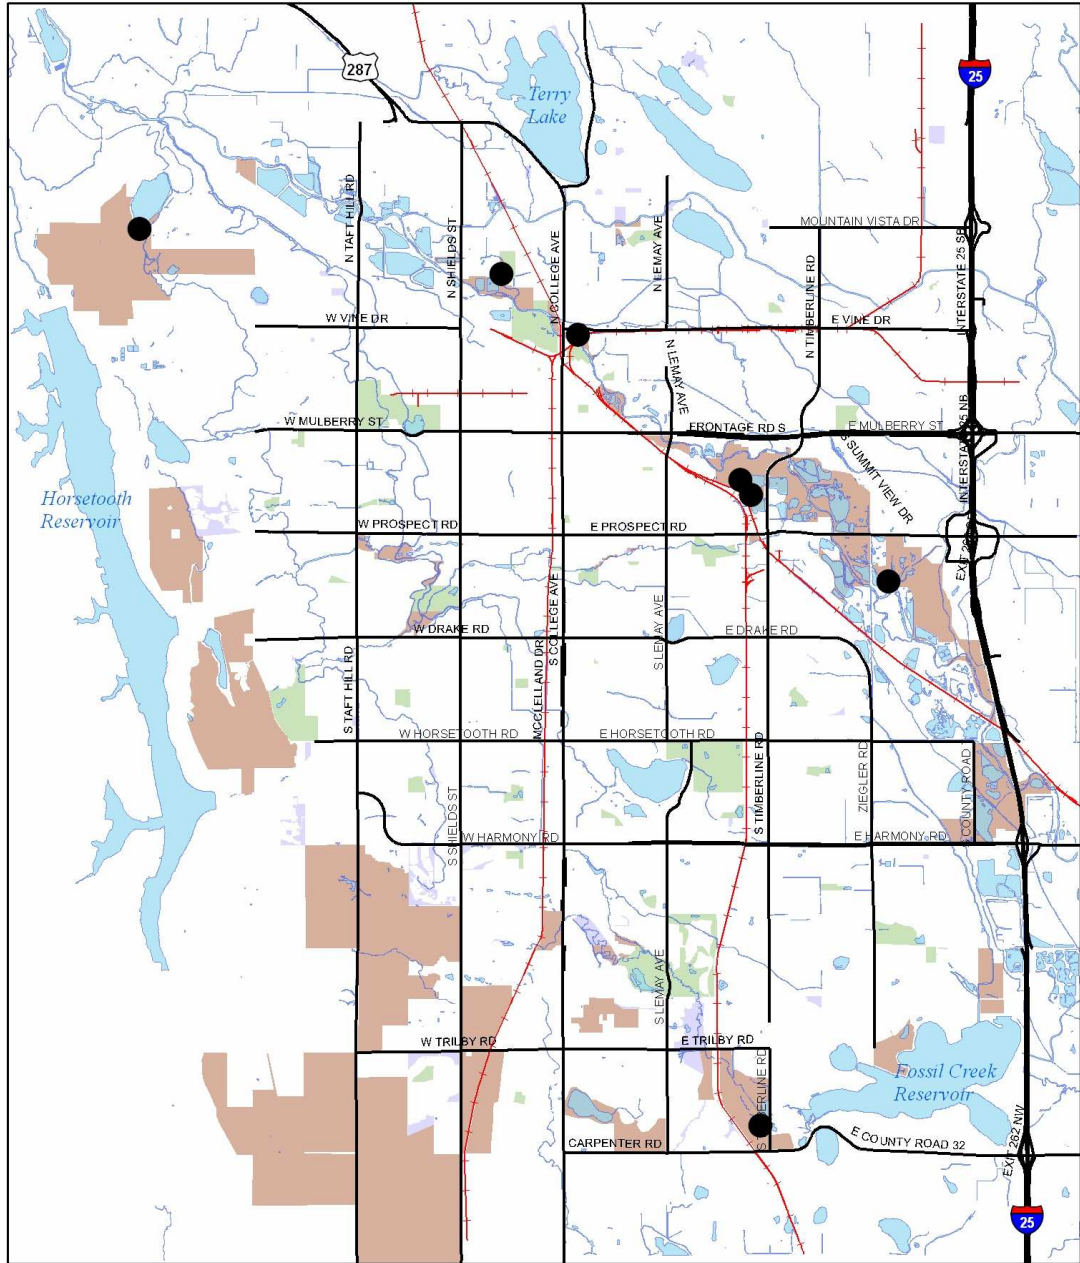 287
25
Terry
Lake
N TAFT HILL RD
N SHIELDS ST
N COLLEGE AVE
N LEMAY AVE
MOUNTAIN VISTA DR
N TIMBERLINE RD
INTERSTATE 25 SB
W VINE DR
E VINE DR
N LEMAY AVE
W MULBERRY ST
FRONTAGE RD S
E MULBERRY ST
INTERSTATE 25 NB
S SUMMIT VIEW DR
Horsetooth
Reservoir
W PROSPECT RD
E PROSPECT RD
S COLLEGE AVE
S LEMAY AVE
W DRAKE RD
E DRAKE RD
S TAFT HILL RD
MCCLELLAND DR
W HORSETOOTH RD
E HORSETOOTH RD
S TIMBERLINE RD
ZIEGLER RD
S COUNTY ROAD
S SHIELDS ST
W HARMONY RD
E HARMONY RD
S LEMAY AVE
W TRILBY RD
E TRILBY RD
Fossil Creek
Reservoir
CARPENTER RD
E COUNTY ROAD 32
EXIT 262 NW
25